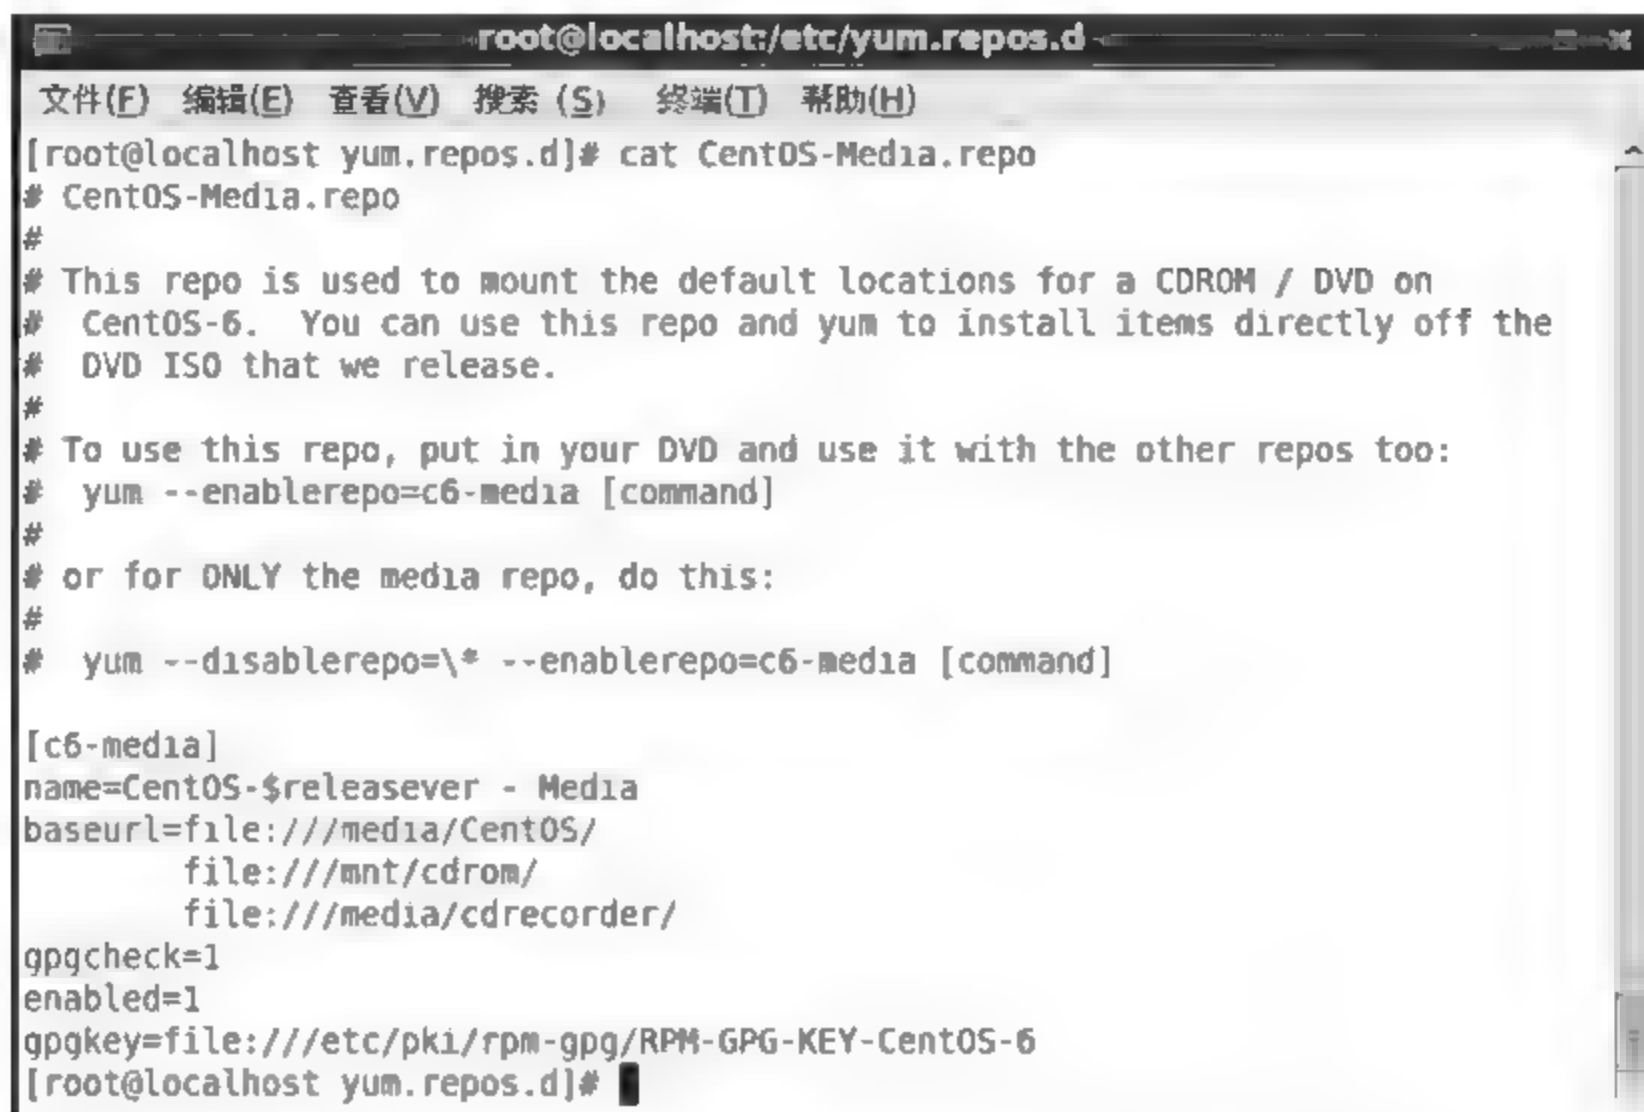 root@localhost:/etc/yum.repos.d
文件(F) 编辑(E) 查看(V) 搜索 (S) 终端(T) 帮助(H)
[root@localhost yum.repos.d]# cat CentOS-Media.repo
# CentOS-Media.repo
#
# This repo is used to mount the default locations for a CDROM / DVD on
#  CentOS-6.  You can use this repo and yum to install items directly off the
#  DVD ISO that we release.
#
# To use this repo, put in your DVD and use it with the other repos too:
#  yum --enablerepo=c6-media [command]
#
# or for ONLY the media repo, do this:
#
#  yum --disablerepo=\* --enablerepo=c6-media [command]
[c6-media]
name=CentOS-$releasever - Media
baseurl=file:///media/CentOS/
        file:///mnt/cdrom/
        file:///media/cdrecorder/
gpgcheck=1
enabled=1
gpgkey=file:///etc/pki/rpm-gpg/RPM-GPG-KEY-CentOS-6
[root@localhost yum.repos.d]#